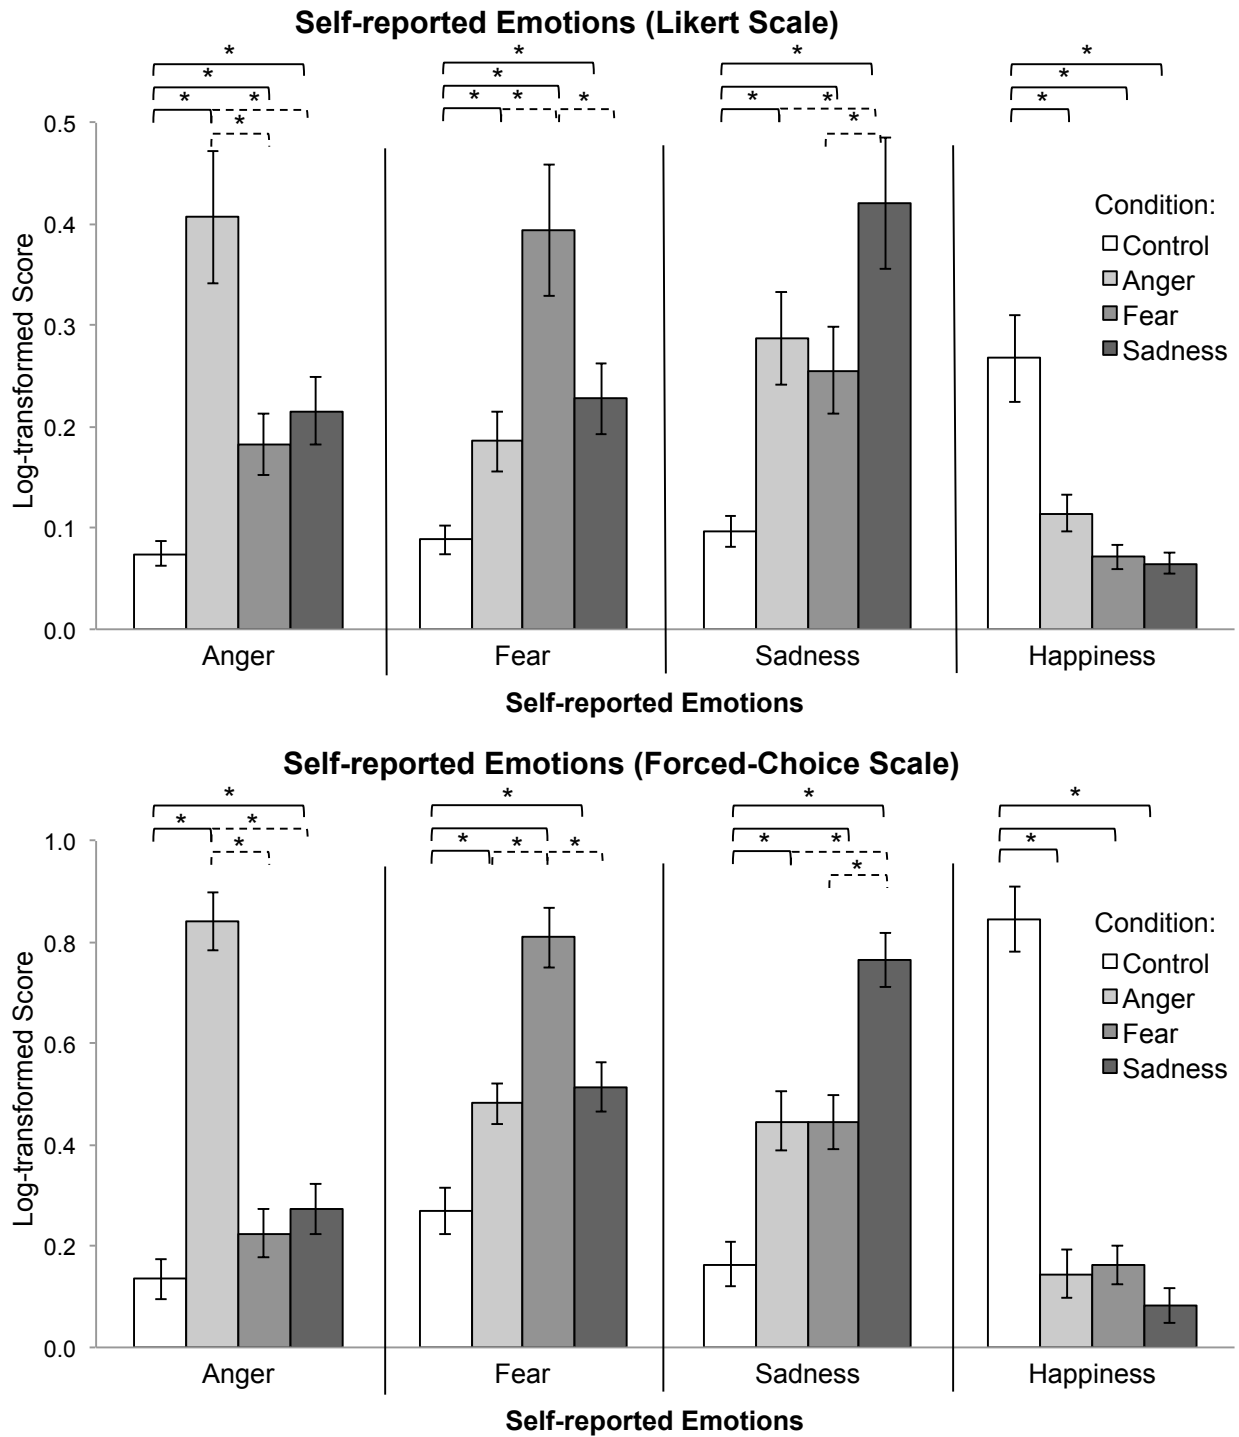 Self-reported Emotions (Likert Scale)
* * *
* * * *
* * * * * * * * *
* *
0.5
0.4
0.3
0.2
0.1
0.0
Log-transformed Score
Condition:
Control
Anger
Fear
Sadness
Anger Fear Sadness Happiness
Self-reported Emotions
Self-reported Emotions (Forced-Choice Scale)
* * * *
* * * * * * * * *
* *
1.0
0.8
0.6
0.4
0.2
0.0
Log-transformed Score
Condition:
Control
Anger
Fear
Sadness
Anger Fear Sadness Happiness
Self-reported Emotions